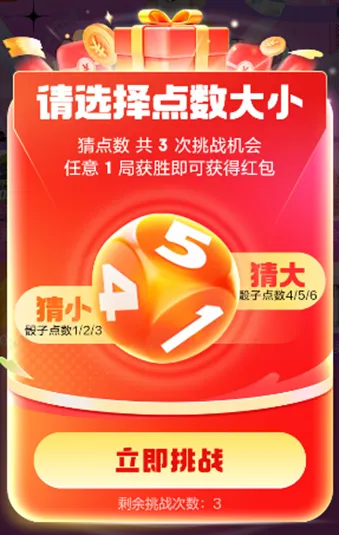 请选择点数大小
猜点数 共 3 次挑战机会
任意 1 局获胜即可获得红包
5
4
1
猜大
骰子点数4/5/6
猜小
骰子点数1/2/3
立即挑战
剩余挑战次数：3